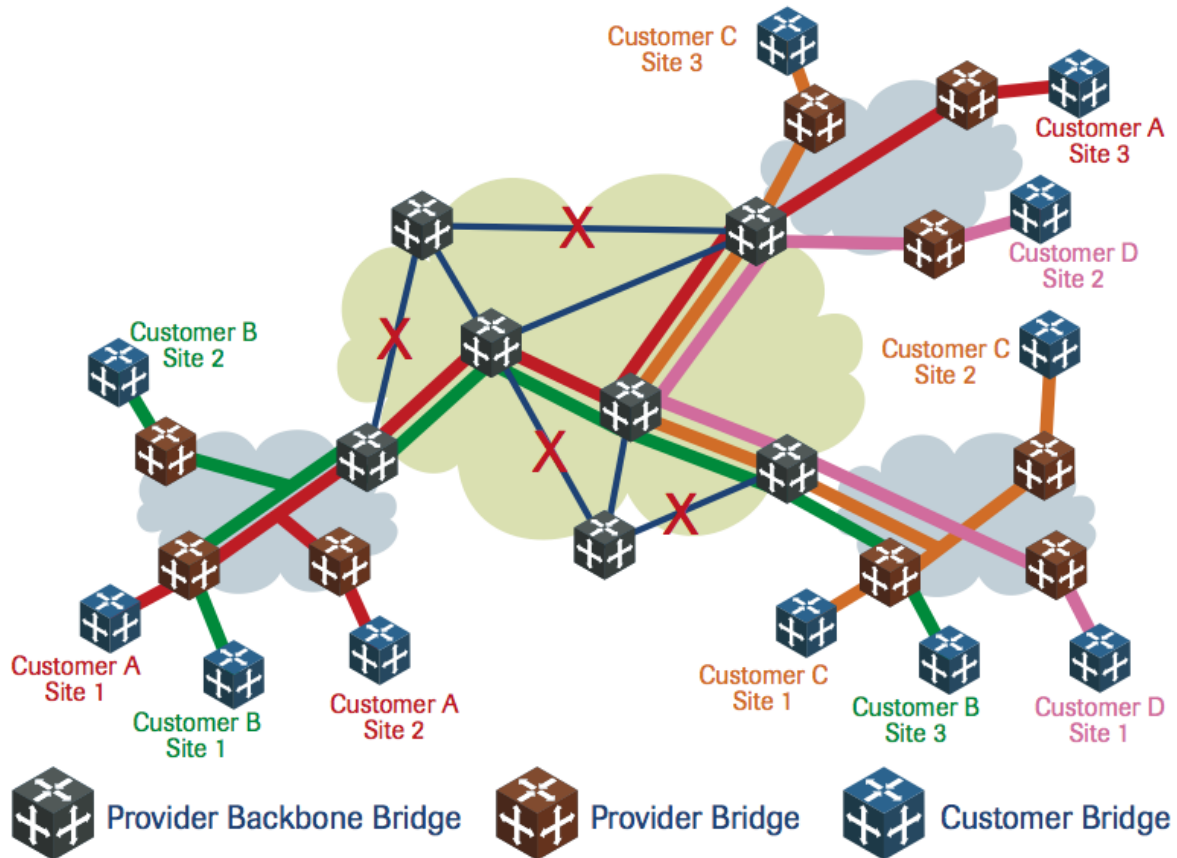 Customer C
Site 3
Customer A
Site 3
X
Customer D
Site 2
Customer B
Site 2
X
Customer C
Site 2
X
X
Customer A
Site 1
Customer B
Site 1
Customer A
Site 2
Customer C
Site 1
Customer B
Site 3
Customer D
Site 1
Provider Backbone Bridge
Provider Bridge
Customer Bridge